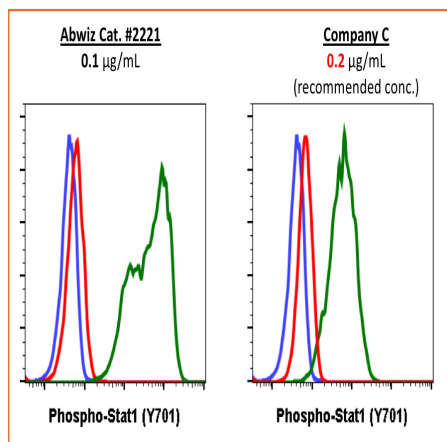 Abwiz Cat. #2221
0.1 µg/mL
Company C
0.2 µg/mL
(recommended conc.)
Phospho-Stat1 (Y701)
Phospho-Stat1 (Y701)